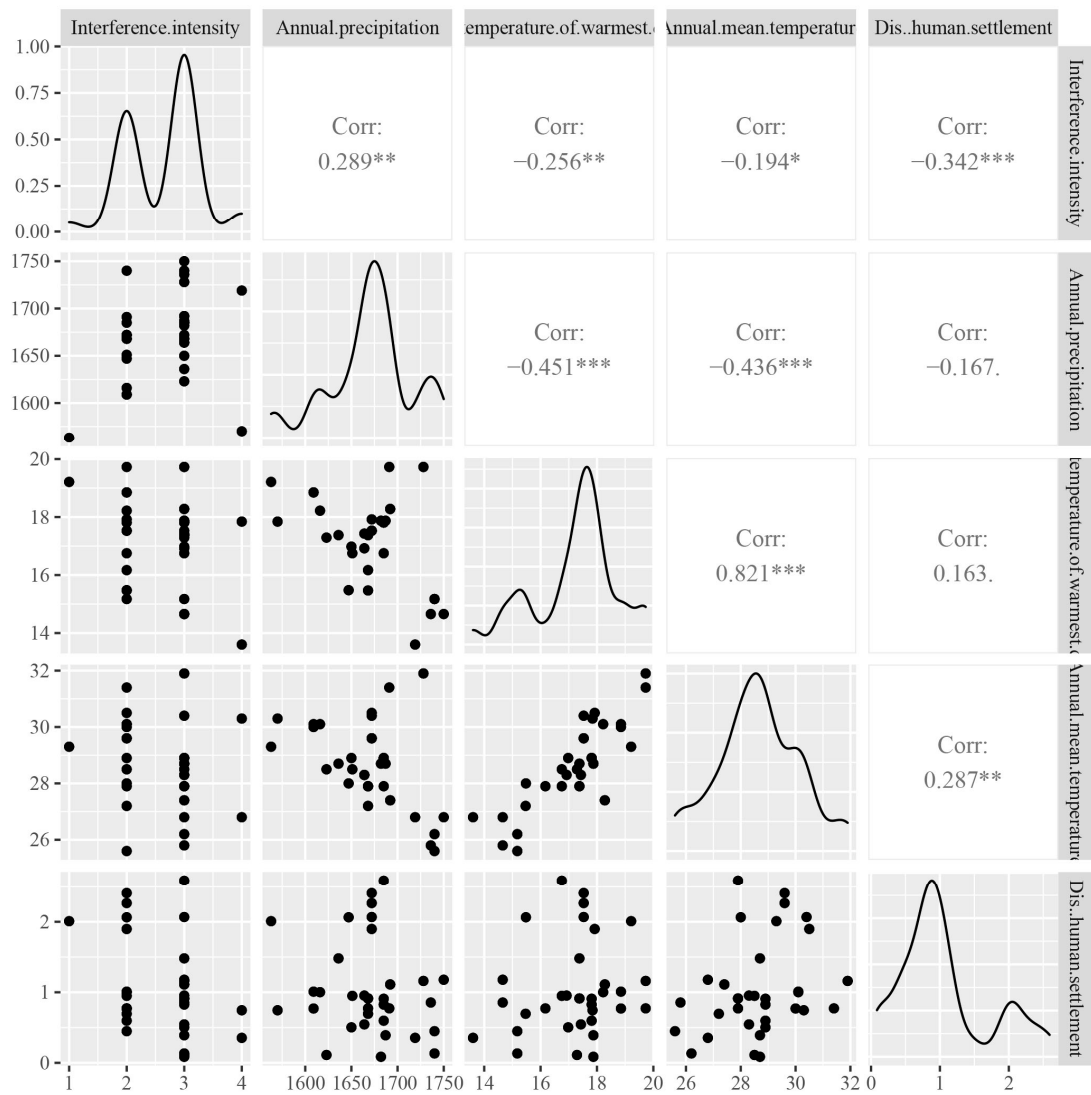 Interference.intensity
Annual.precipitation
temperature.of.warmest.
Annual.mean.temperatur
Dis..human.settlement
1.00
0.75
0.50
0.25
0.00
Corr:
0.289**
Corr:
−0.256**
Corr:
−0.194*
Corr:
−0.342***
Interference.intensity
1750
1700
1650
1600
Corr:
−0.451***
Corr:
−0.436***
Corr:
−0.167.
Annual.precipitation
20
18
16
14
Corr:
0.821***
Corr:
0.163.
temperature.of.warmest.
32
30
28
26
Corr:
0.287**
Annual.mean.temperature
2
1
0
Dis..human.settlement
1 2 3 4
1600 1650 1700 1750
14 16 18 20
26 28 30 32
0 1 2